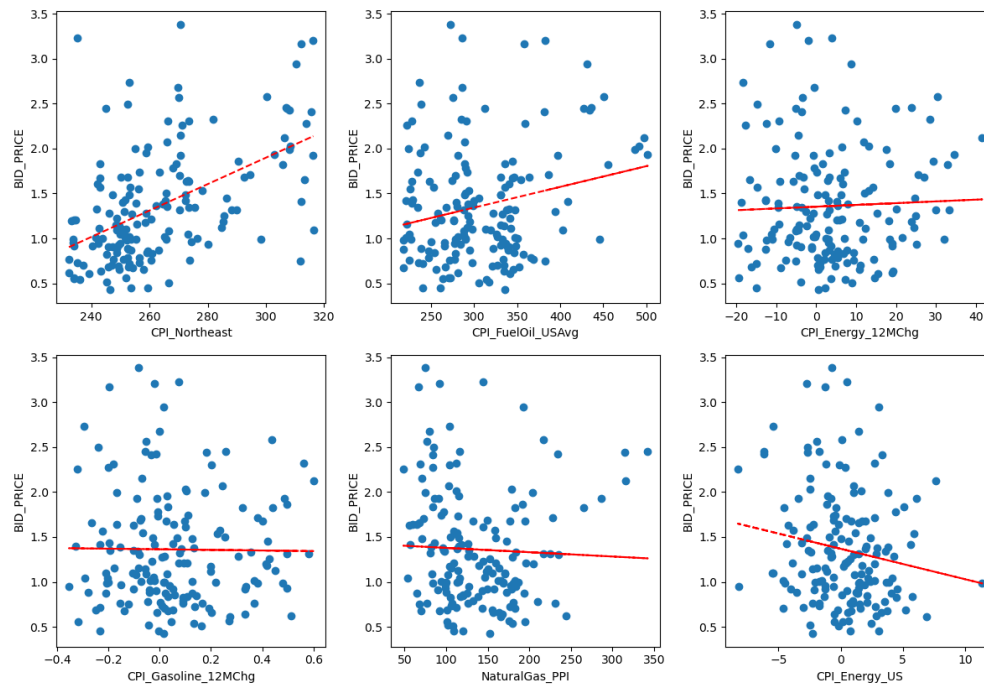 3.5
3.0
2.5
2.0
1.5
1.0
0.5
BID_PRICE
240 260 280 300 320
CPI_Northeast
3.5
3.0
2.5
2.0
1.5
1.0
0.5
BID_PRICE
250 300 350 400 450 500
CPI_FuelOil_USAvg
3.5
3.0
2.5
2.0
1.5
1.0
0.5
BID_PRICE
−20 −10 0 10 20 30 40
CPI_Energy_12MChg
3.5
3.0
2.5
2.0
1.5
1.0
0.5
BID_PRICE
−0.4 −0.2 0.0 0.2 0.4 0.6
CPI_Gasoline_12MChg
3.5
3.0
2.5
2.0
1.5
1.0
0.5
BID_PRICE
50 100 150 200 250 300 350
NaturalGas_PPI
3.5
3.0
2.5
2.0
1.5
1.0
0.5
BID_PRICE
−5 0 5 10
CPI_Energy_US